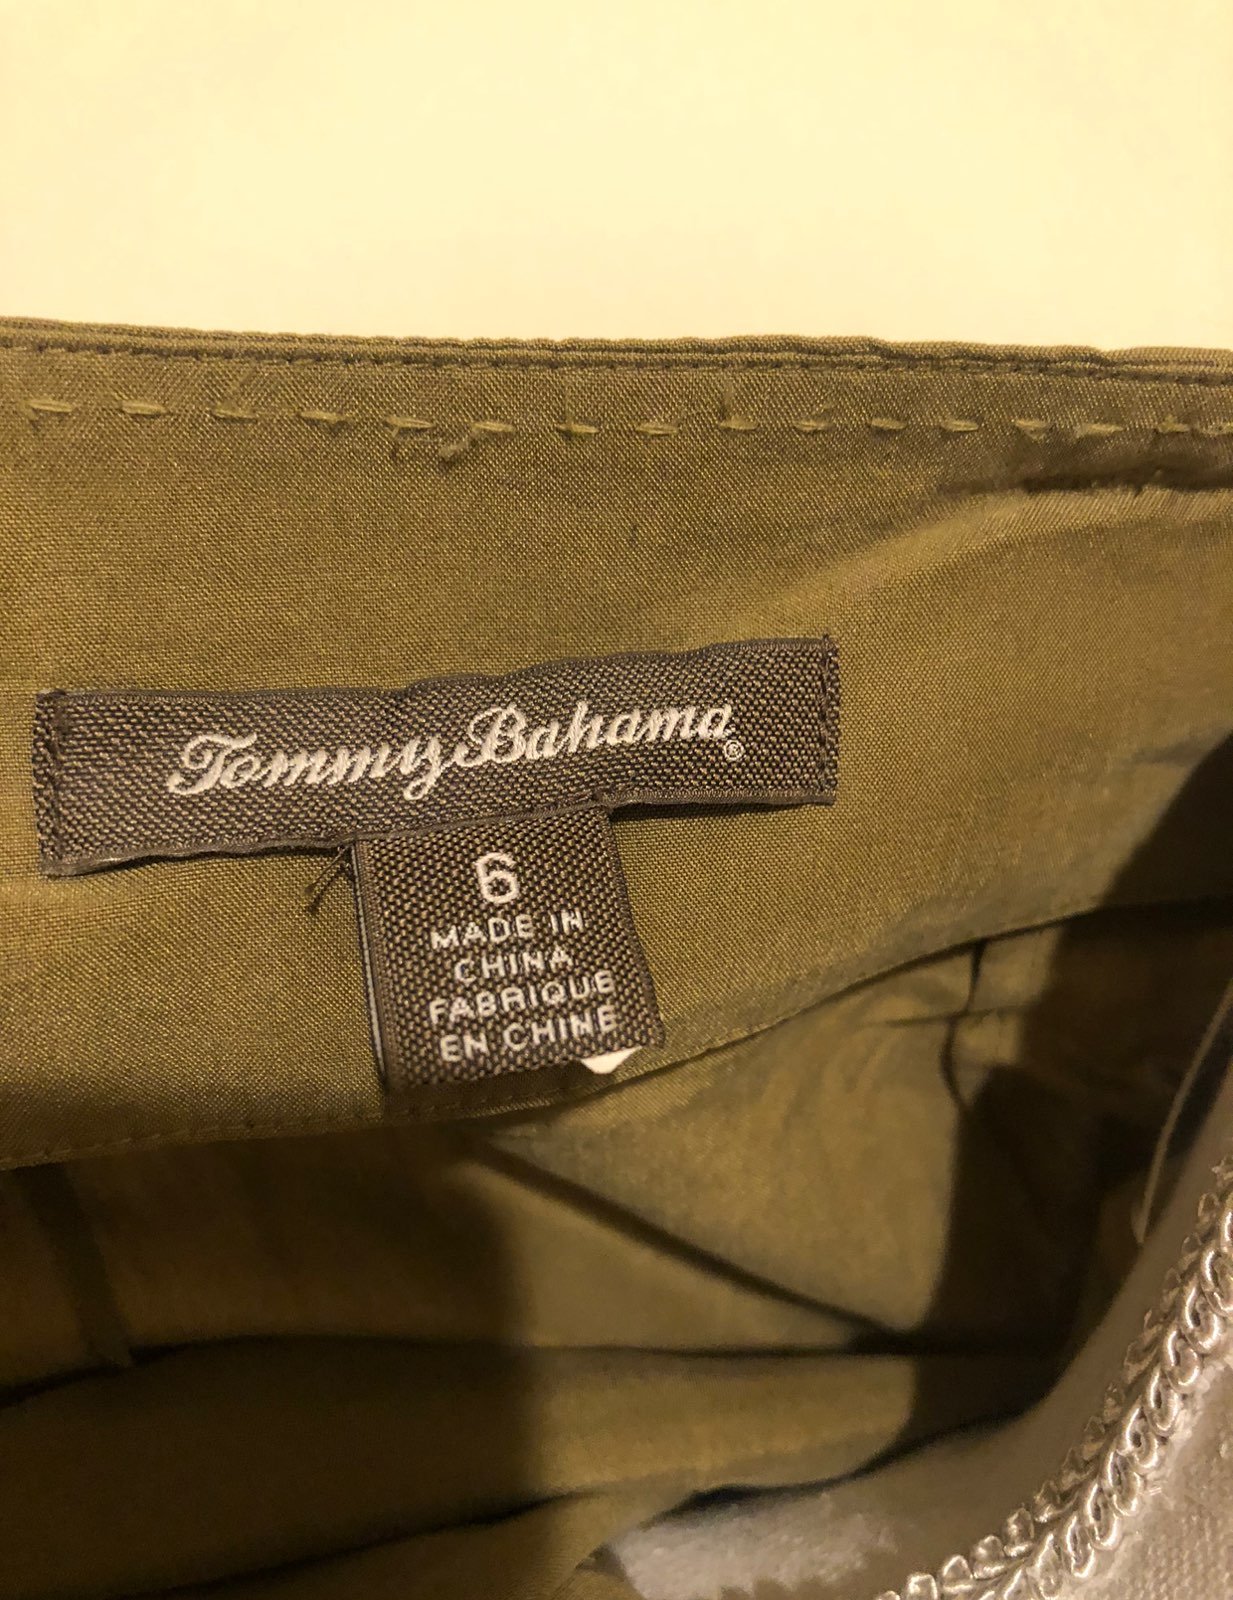 Tommy Bahama®
6
MADE IN
CHINA
FABRIQUE
EN CHINE